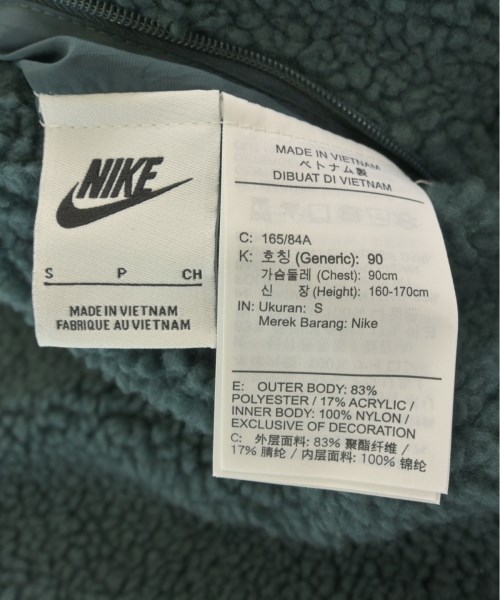 NIKE
S P CH
MADE IN VIETNAM
FABRIQUE AU VIETNAM
MADE IN VIETNAM
ベトナム製
DIBUAT DI VIETNAM
C: 165/84A
K: 호칭 (Generic): 90
가슴둘레 (Chest): 90cm
신 장 (Height): 160-170cm
IN: Ukuran: S
Merek Barang: Nike
E: OUTER BODY: 83%
POLYESTER / 17% ACRYLIC /
INNER BODY: 100% NYLON /
EXCLUSIVE OF DECORATION
C: 外层面料: 83% 聚酯纤维 /
17% 腈纶 / 内层面料: 100% 锦纶